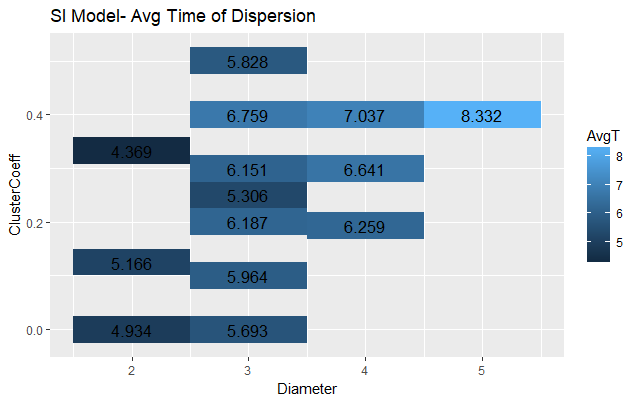 SI Model- Avg Time of Dispersion
5.828
6.759 7.037 8.332
4.369
6.151 6.641
5.306
6.187 6.259
5.166
5.964
4.934 5.693
0.4
0.2
0.0
ClusterCoeff
2 3 4 5
Diameter
AvgT
8
7
6
5